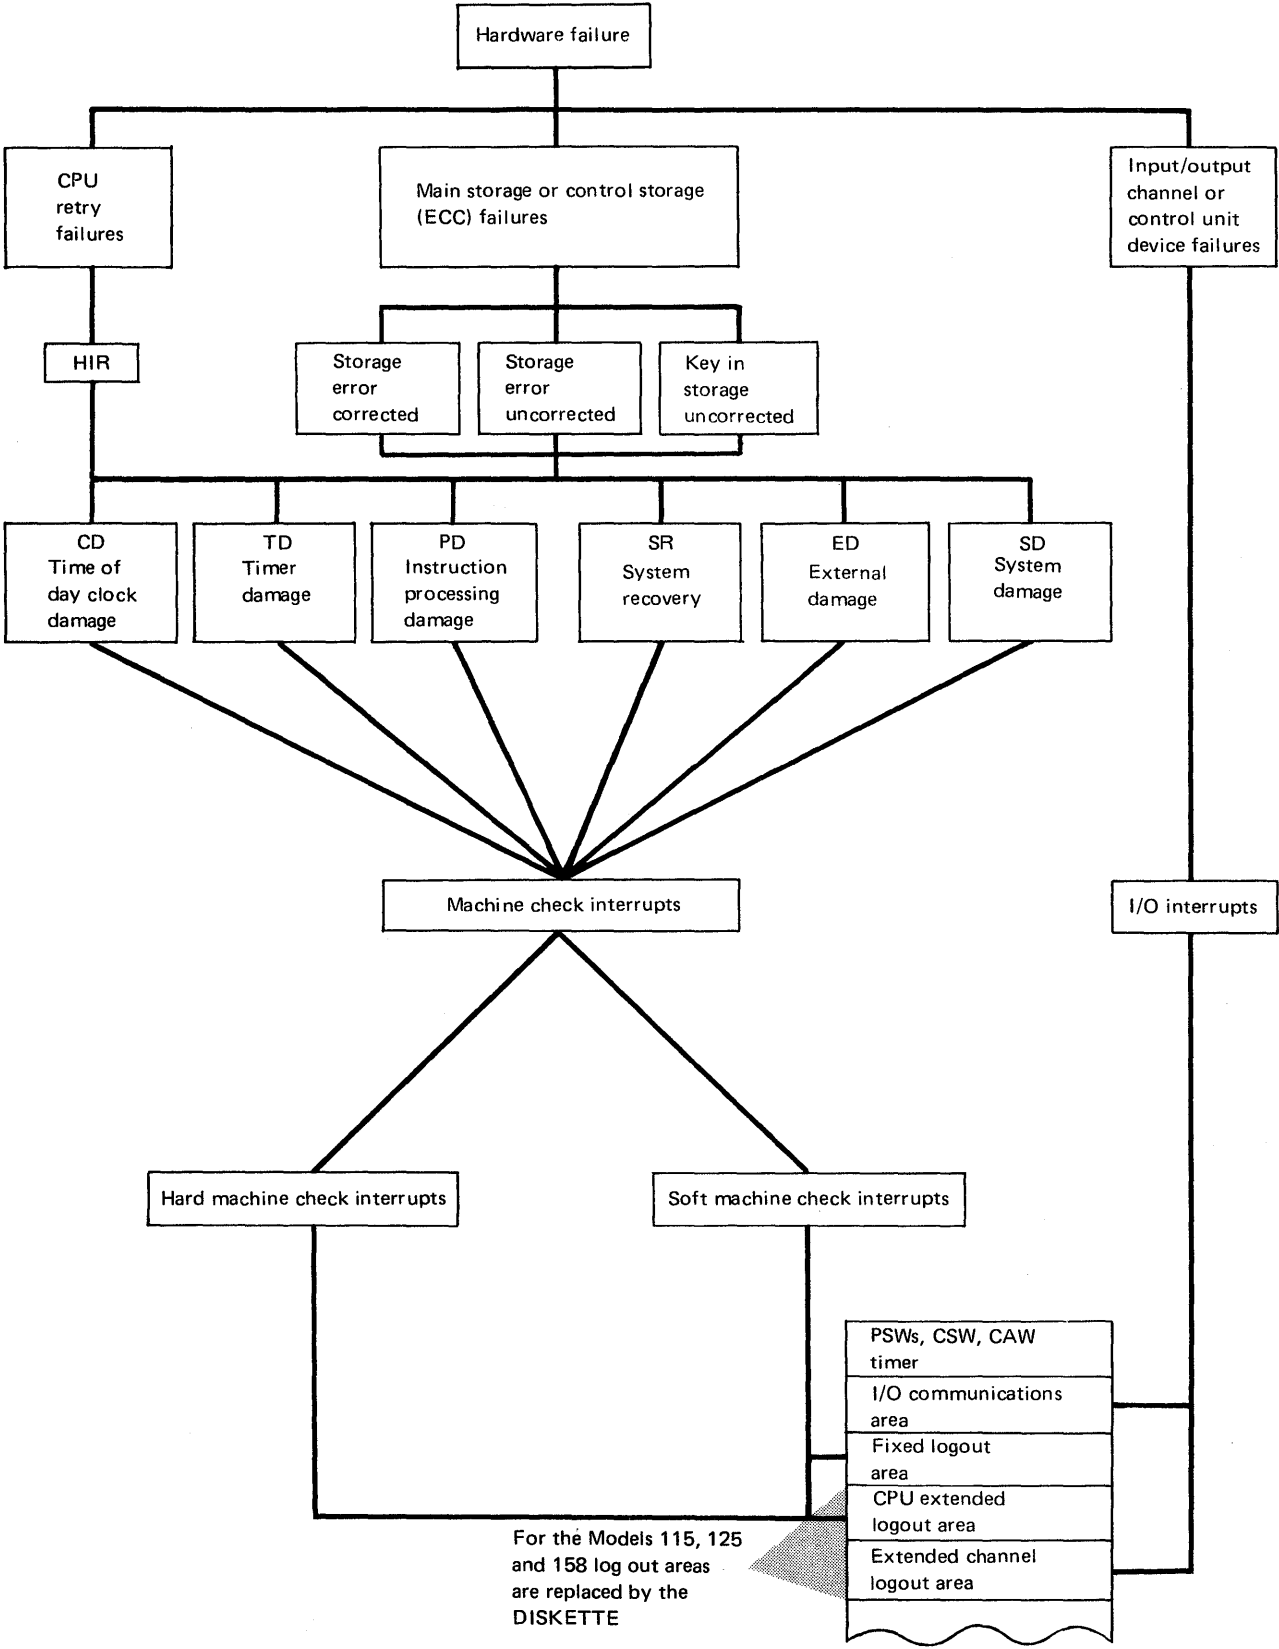 Hardware failure
CPU
retry
failures
Main storage or control storage
(ECC) failures
Input/output
channel or
control unit
device failures
HIR
Storage
error
corrected
Storage
error
uncorrected
Key in
storage
uncorrected
CD
Time of
day clock
damage
TD
Timer
damage
PD
Instruction
processing
damage
SR
System
recovery
ED
External
damage
SD
System
damage
Machine check interrupts
I/O interrupts
Hard machine check interrupts
Soft machine check interrupts
PSWs, CSW, CAW
timer
I/O communications
area
Fixed logout
area
CPU extended
logout area
Extended channel
logout area
For the Models 115, 125
and 158 log out areas
are replaced by the
DISKETTE